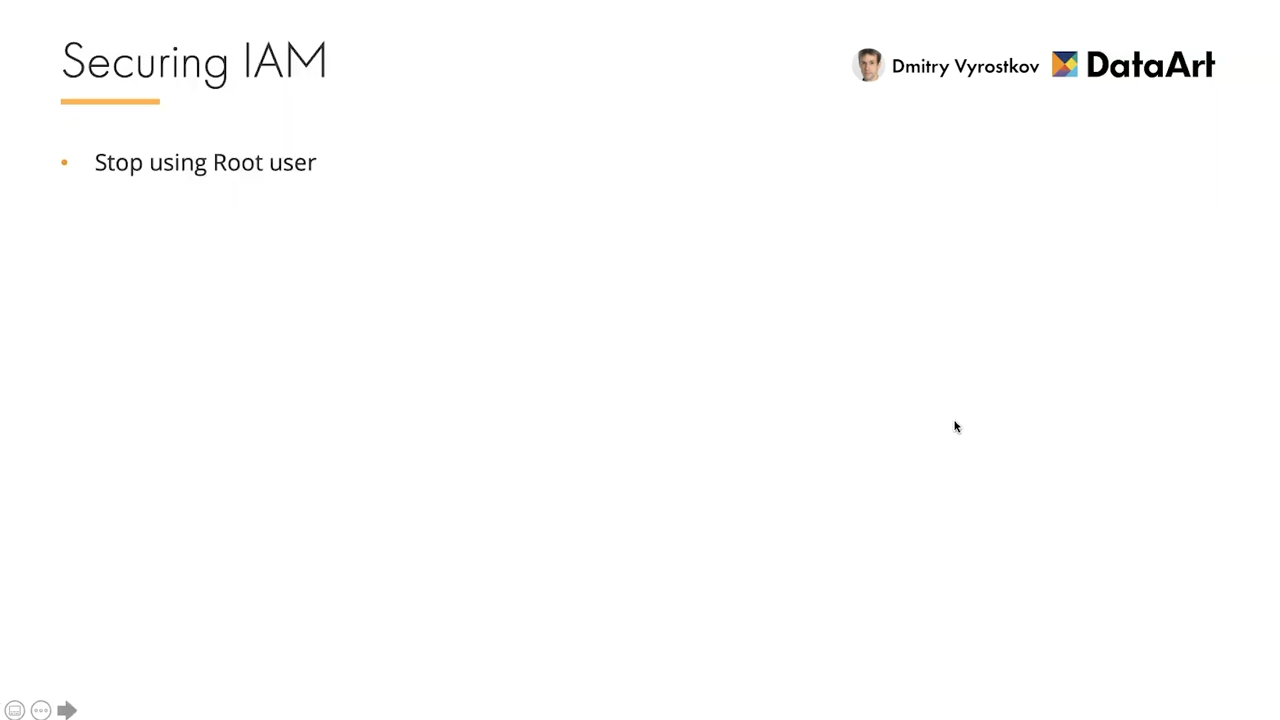 Securing IAM
Dmitry Vyrostkov DataArt
• Stop using Root user